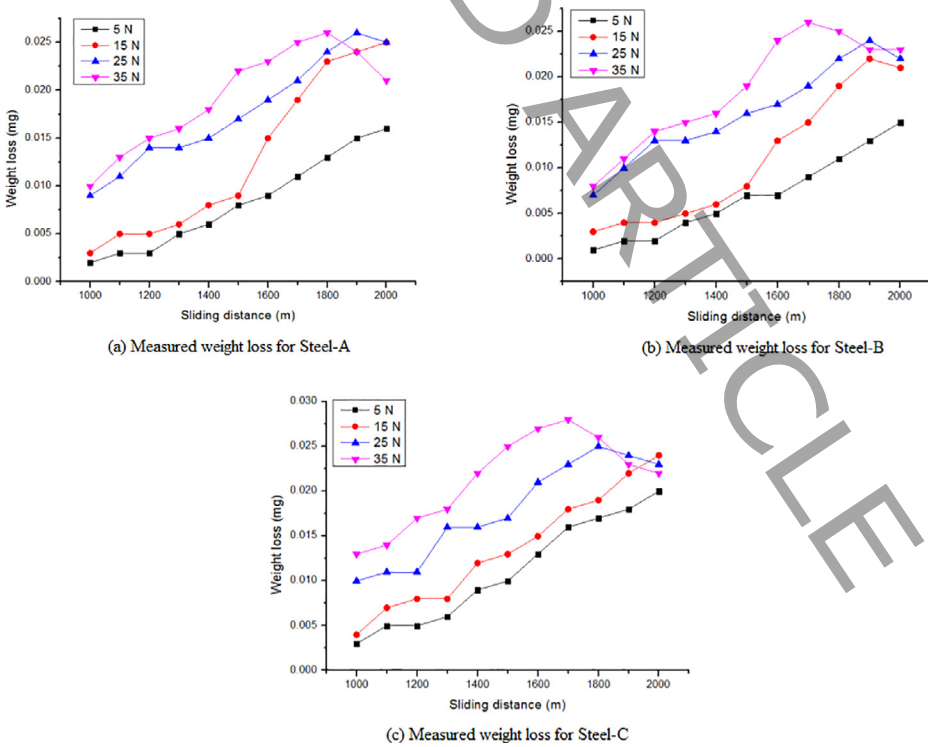 5 N
15 N
25 N
35 N
0.025
0.020
0.015
0.010
0.005
0.000
Weight loss (mg)
1000 1200 1400 1600 1800 2000
Sliding distance (m)
(a) Measured weight loss for Steel-A
5 N
15 N
25 N
35 N
0.025
0.020
0.015
0.010
0.005
0.000
Weight loss (mg)
1000 1200 1400 1600 1800 2000
Sliding distance (m)
(b) Measured weight loss for Steel-B
5 N
15 N
25 N
35 N
0.030
0.025
0.020
0.015
0.010
0.005
0.000
Weight loss (mg)
1000 1200 1400 1600 1800 2000
Sliding distance (m)
(c) Measured weight loss for Steel-C
D ARTICLE